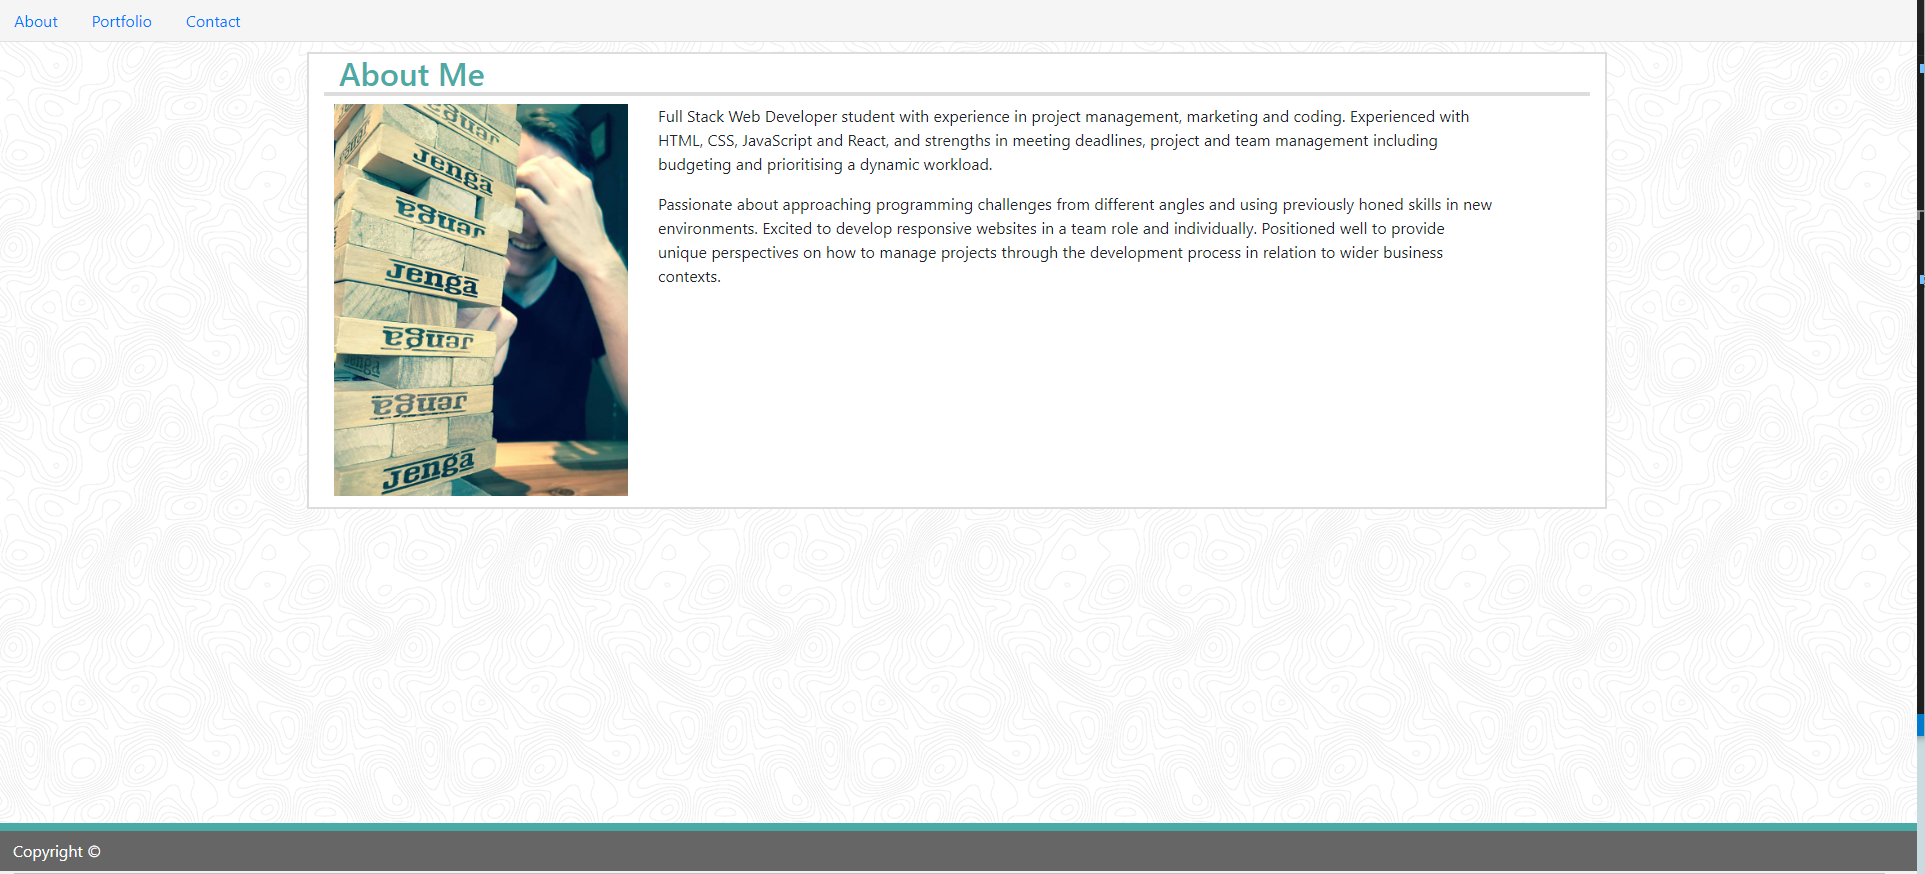 About Portfolio Contact
About Me
Full Stack Web Developer student with experience in project management, marketing and coding. Experienced with
HTML, CSS, JavaScript and React, and strengths in meeting deadlines, project and team management including
budgeting and prioritising a dynamic workload.
Passionate about approaching programming challenges from different angles and using previously honed skills in new
environments. Excited to develop responsive websites in a team role and individually. Positioned well to provide
unique perspectives on how to manage projects through the development process in relation to wider business
contexts.
Jenga
Jenga
Jenga
Jenga
Jenga
Jenga
Jenga
Jenga
Copyright ©